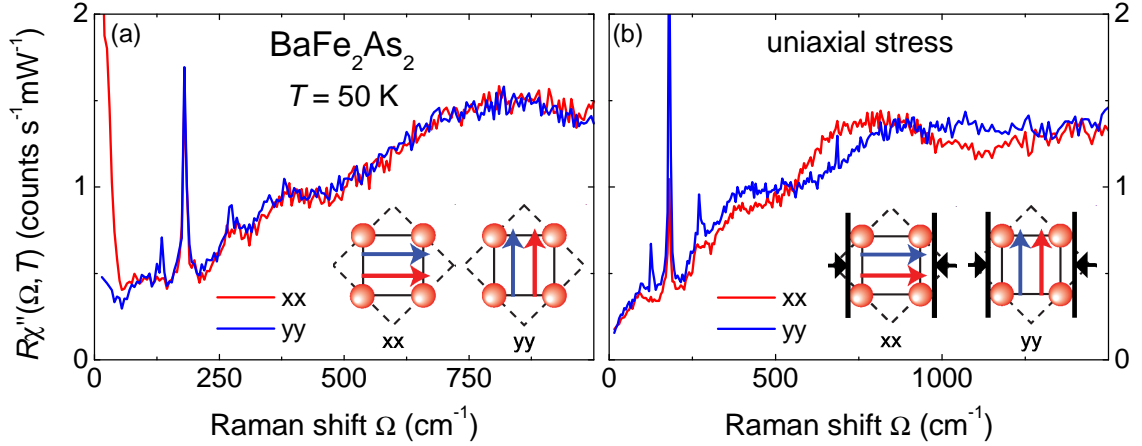 (a)
BaFe₂As₂
T = 50 K
xx
yy
xx
yy
0
1
2
0
250
500
750
Raman shift Ω (cm⁻¹)
Rχ''(Ω, T) (counts s⁻¹mW⁻¹)
(b)
uniaxial stress
xx
yy
xx
yy
0
500
1000
0
1
2
Raman shift Ω (cm⁻¹)